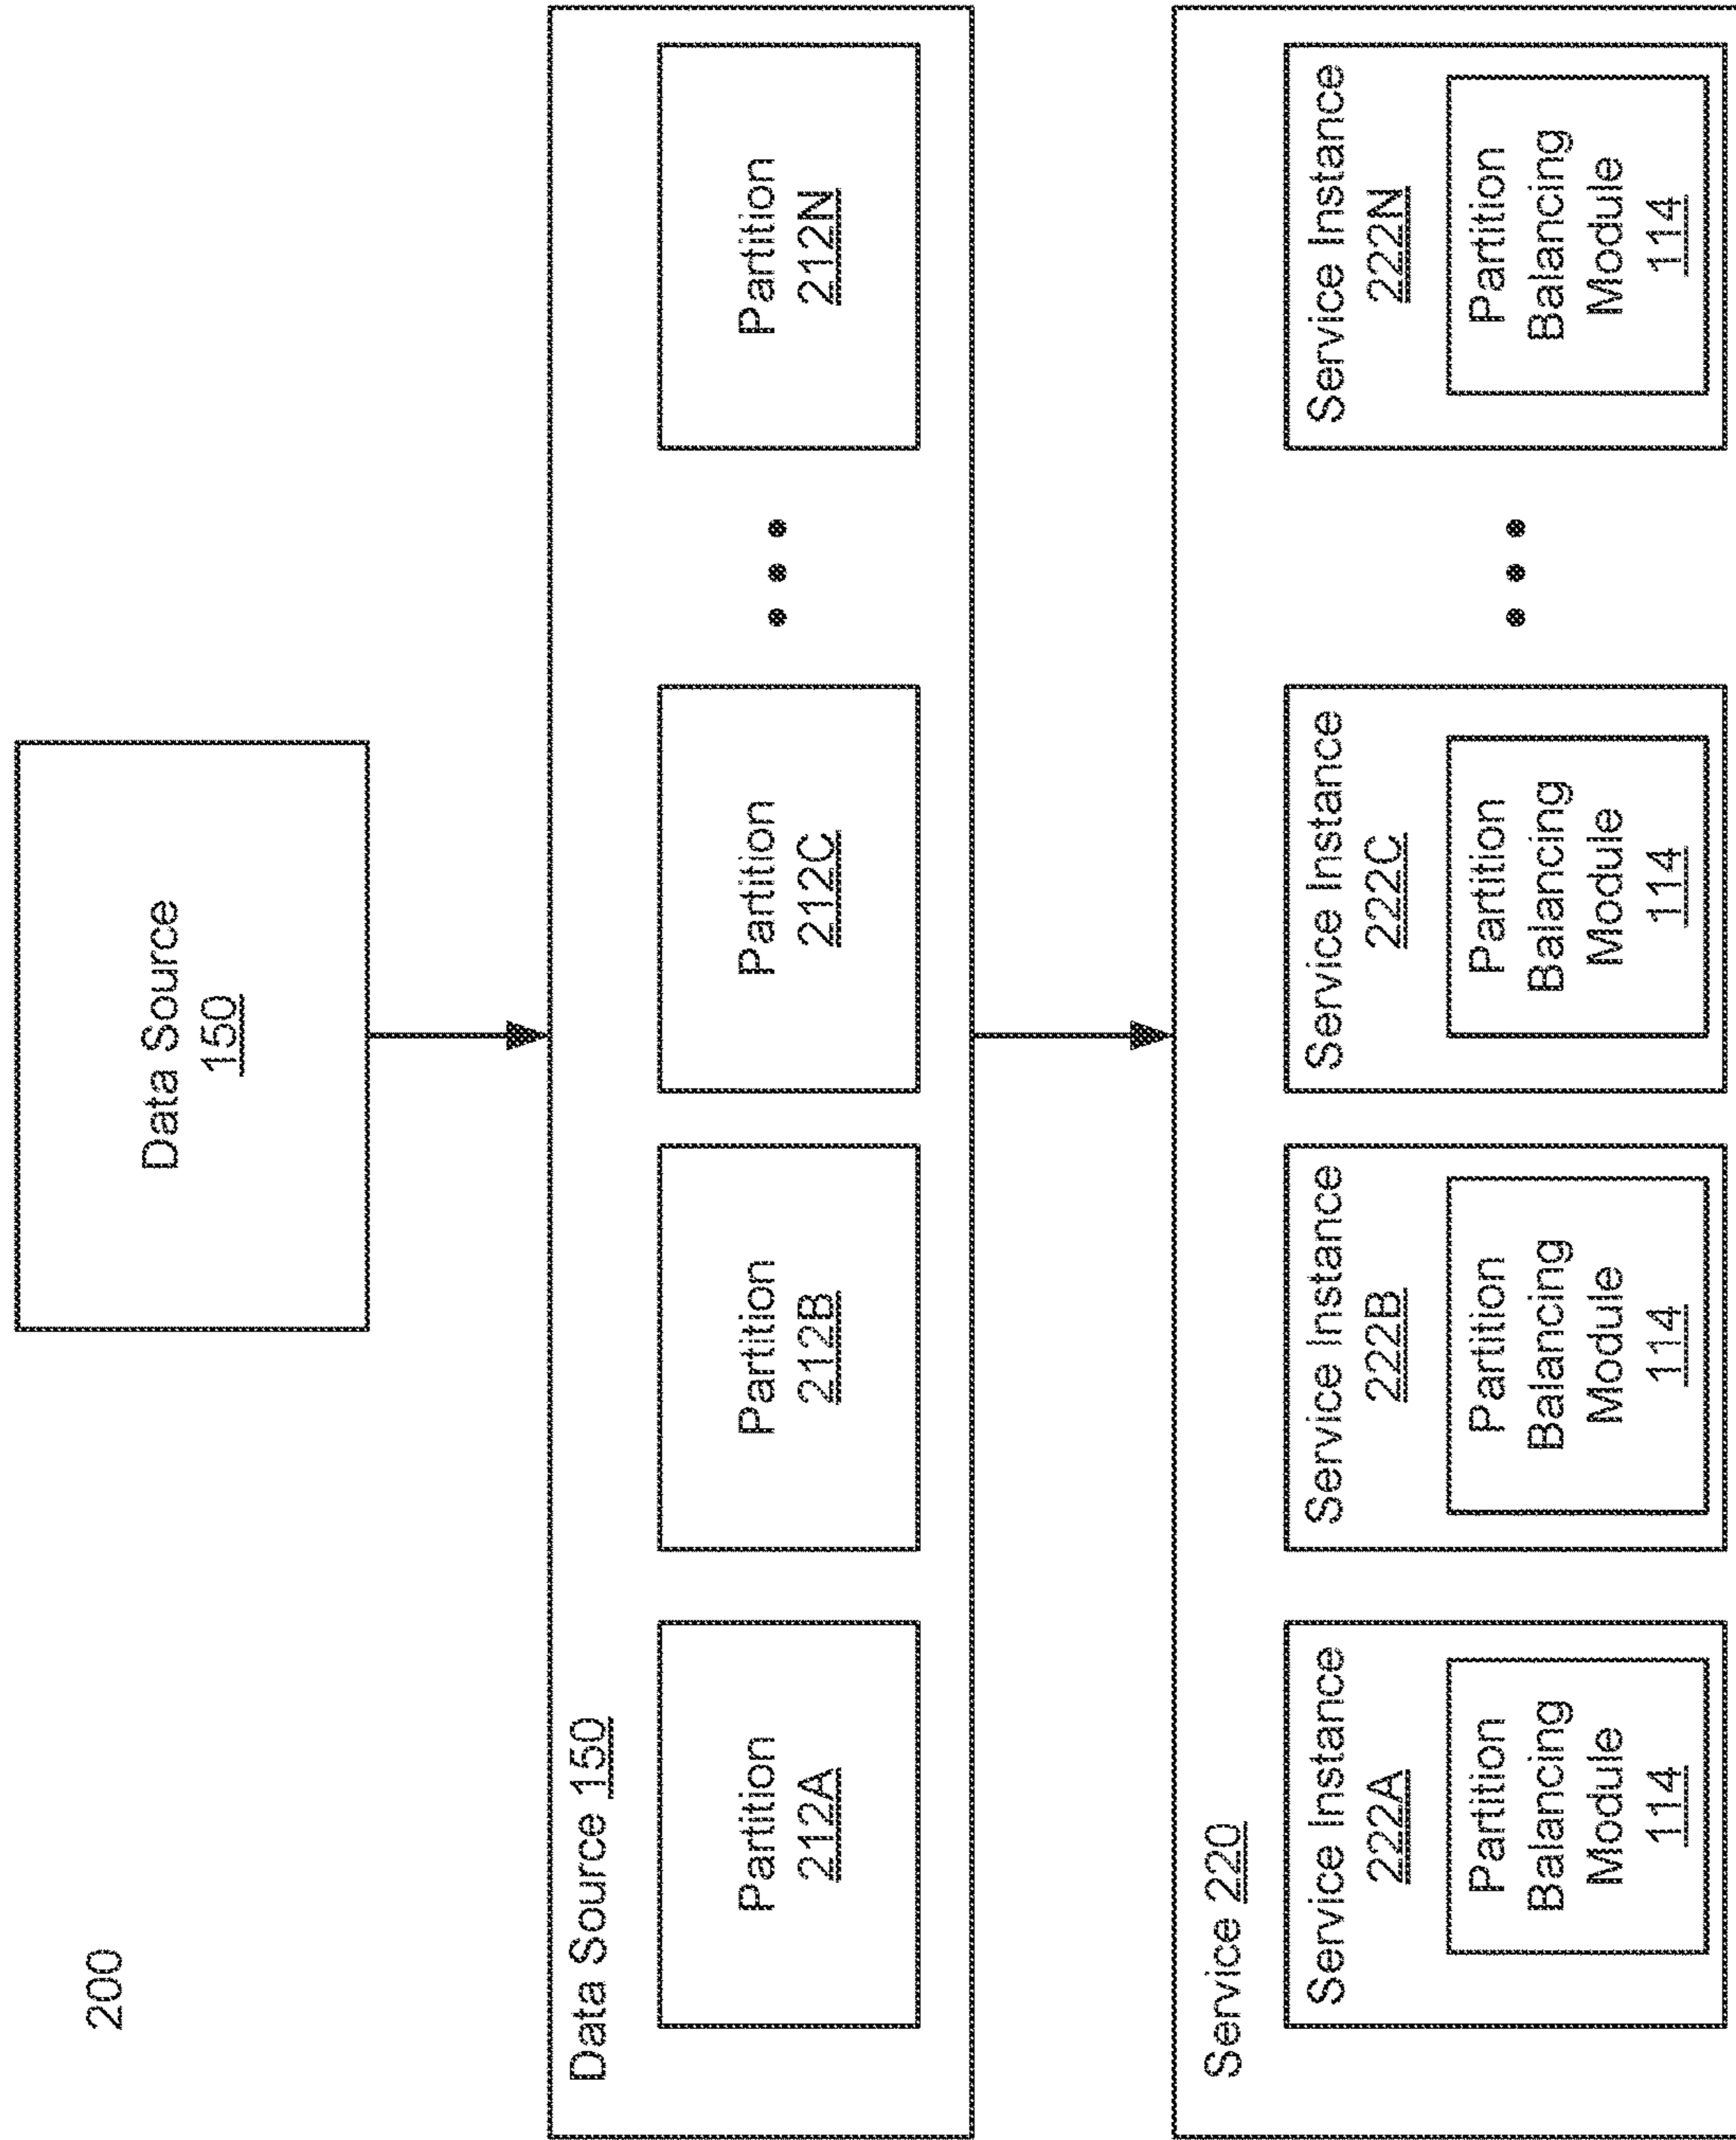 200
Data Source
150
Data Source 150
Partition
212A
Partition
212B
Partition
212C
Partition
212N
Service 220
Service Instance
222A
Partition
Balancing
Module
114
Service Instance
222B
Partition
Balancing
Module
114
Service Instance
222C
Partition
Balancing
Module
114
Service Instance
222N
Partition
Balancing
Module
114